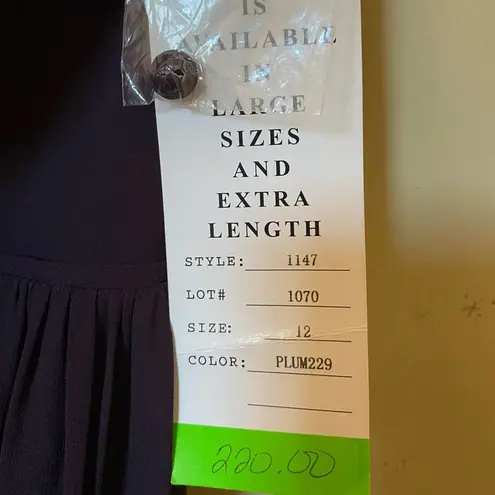 IS
AVAILABLE
IN
LARGE
SIZES
AND
EXTRA
LENGTH
STYLE: 1147
LOT# 1070
SIZE: 12
COLOR: PLUM229
220.00